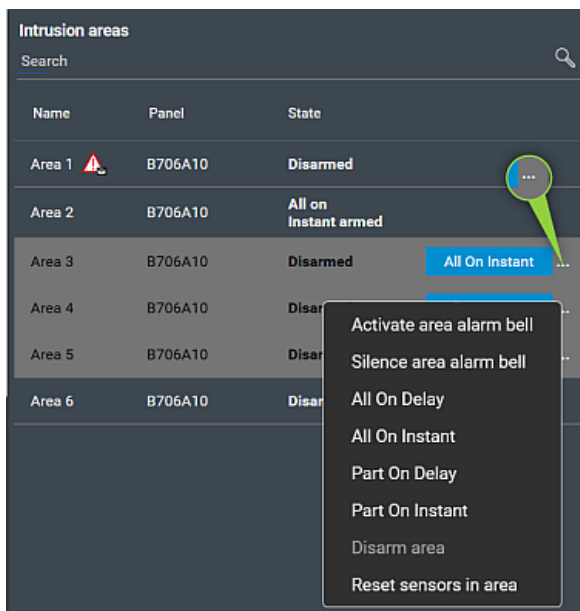 Intrusion areas
Search
Name Panel State
Area 1 B706A10 Disarmed
...
Area 2 B706A10 All on
Instant armed
Area 3 B706A10 Disarmed All On Instant ...
Area 4 B706A10 Disar
Area 5 B706A10 Disar
Area 6 B706A10 Disar
Activate area alarm bell
Silence area alarm bell
All On Delay
All On Instant
Part On Delay
Part On Instant
Disarm area
Reset sensors in area